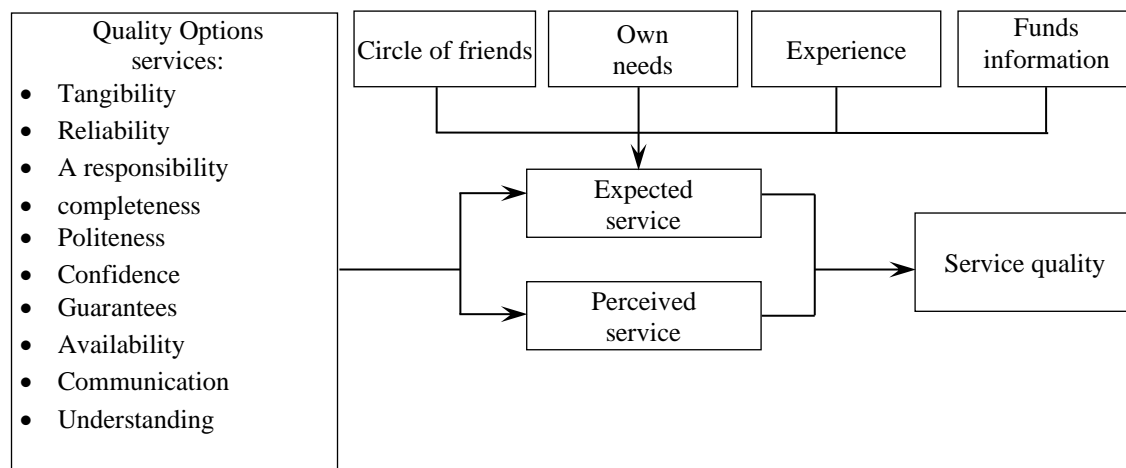 Quality Options
services:
• Tangibility
• Reliability
• A responsibility
• completeness
• Politeness
• Confidence
• Guarantees
• Availability
• Communication
• Understanding
Circle of friends
Own
needs
Experience
Funds
information
Expected
service
Perceived
service
Service quality